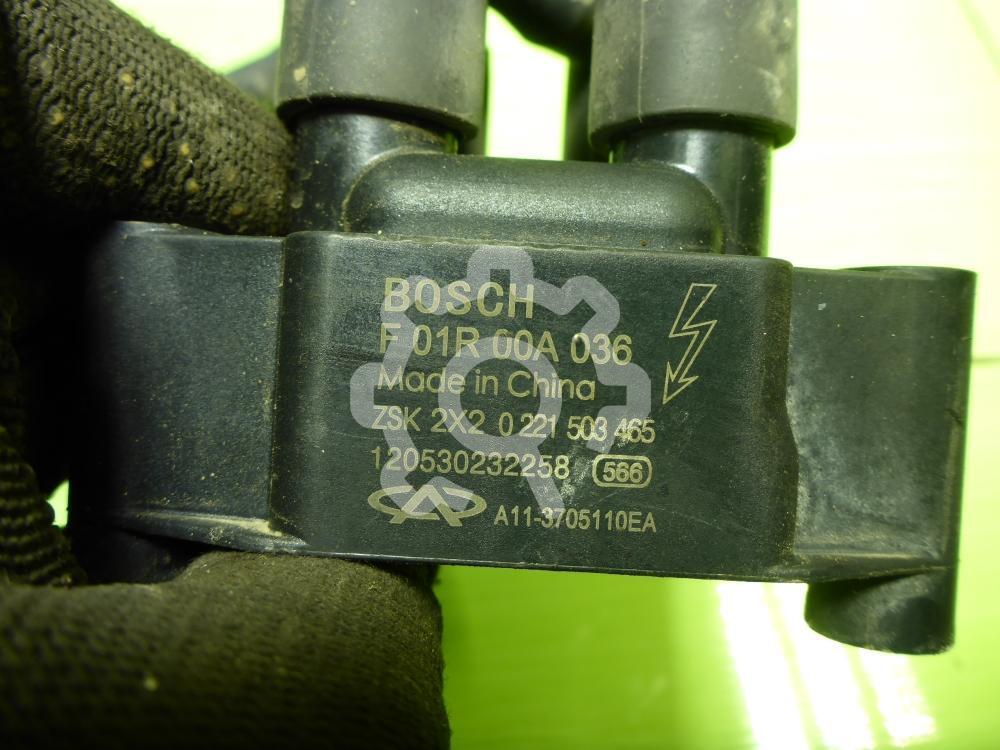 BOSCH
F 01R 00A 036
Made in China
ZSK 2X2 0 221 503 465
120530232258 566
A11-3705110EA